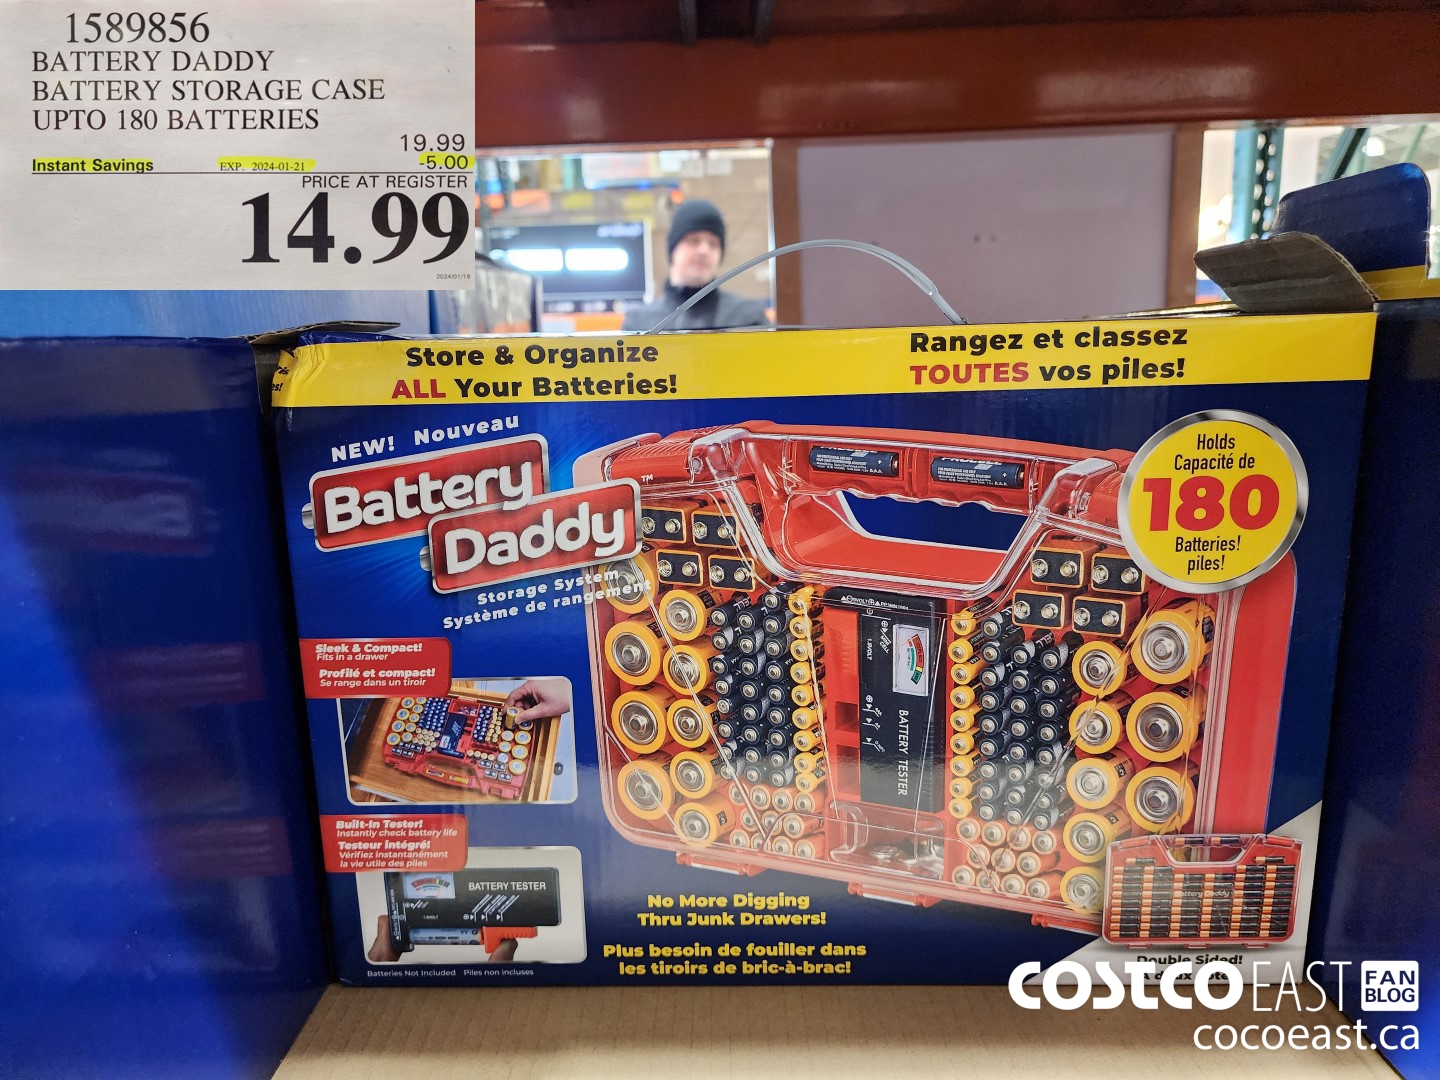 1589856
BATTERY DADDY
BATTERY STORAGE CASE
UPTO 180 BATTERIES
19.99
Instant Savings EXP. 2024-01-21 -5.00
PRICE AT REGISTER
14.99
2024/01/19
Store & Organize
ALL Your Batteries!
Rangez et classez
TOUTES vos piles!
NEW! Nouveau
Battery
Daddy
TM
Storage System
Système de rangement
Holds
Capacité de
180
Batteries!
piles!
Sleek & Compact!
Fits in a drawer
Profilé et compact!
Se range dans un tiroir
BATTERY TESTER
Built-In Tester!
Instantly check battery life
Testeur intégré!
Vérifiez instantanément
la vie utile des piles
BATTERY TESTER
1.5VOLT
Batteries Not Included Piles non incluses
No More Digging
Thru Junk Drawers!
Plus besoin de fouiller dans
les tiroirs de bric-à-brac!
Battery Daddy
Double Sided!
COSTCO EAST FAN
BLOG
cocoeast.ca